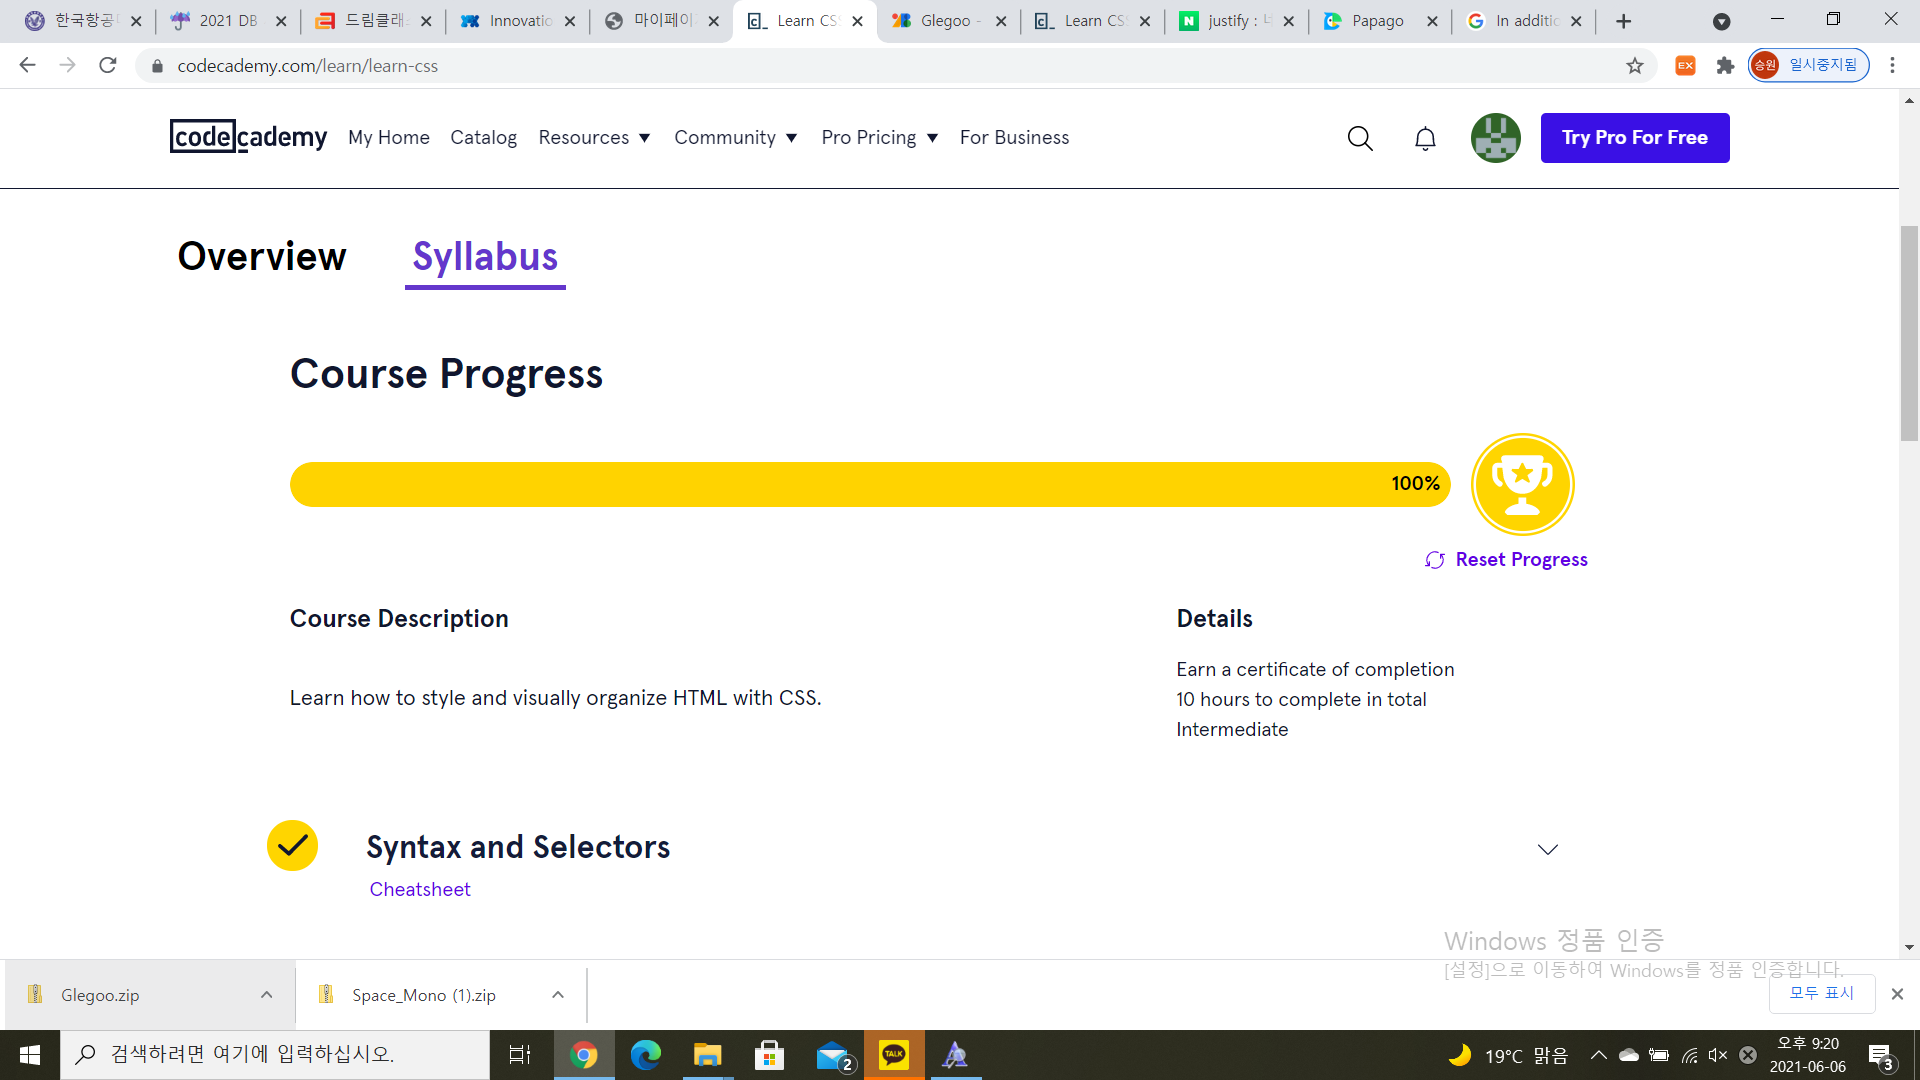 한국항공
2021 DB
드림클래
Innovatio
마이페이
Learn CS
Glegoo -
Learn CS
justify : 
Papago
In additic
codecademy.com/learn/learn-css
EX
승원
일시중지됨
codecademy
My Home
Catalog
Resources
Community
Pro Pricing
For Business
Try Pro For Free
Overview
Syllabus
Course Progress
100%
Reset Progress
Course Description
Details
Learn how to style and visually organize HTML with CSS.
Earn a certificate of completion
10 hours to complete in total
Intermediate
Syntax and Selectors
Cheatsheet
Windows 정품 인증
[설정]으로 이동하여 Windows를 정품 인증합니다.
Glegoo.zip
Space_Mono (1).zip
모두 표시
검색하려면 여기에 입력하십시오.
2
TALK
19°C 맑음
오후 9:20
2021-06-06
3